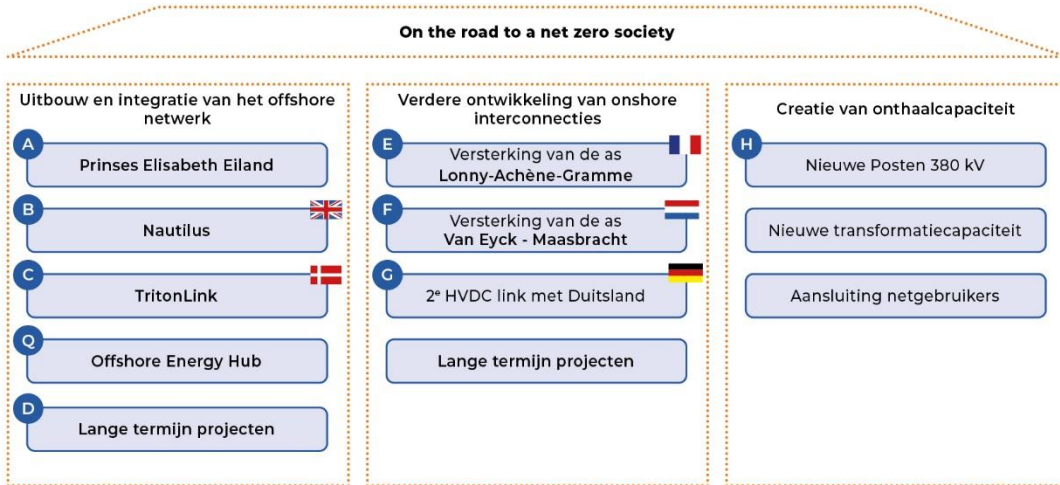 On the road to a net zero society
Uitbouw en integratie van het offshore
netwerk
A
Prinses Elisabeth Eiland
B
Nautilus
C
TritonLink
Q
Offshore Energy Hub
D
Lange termijn projecten
Verdere ontwikkeling van onshore
interconnecties
E
Versterking van de as
Lonny-Achène-Gramme
F
Versterking van de as
Van Eyck - Maasbracht
G
2e HVDC link met Duitsland
Lange termijn projecten
Creatie van onthaalcapaciteit
H
Nieuwe Posten 380 kV
Nieuwe transformatiecapaciteit
Aansluiting netgebruikers